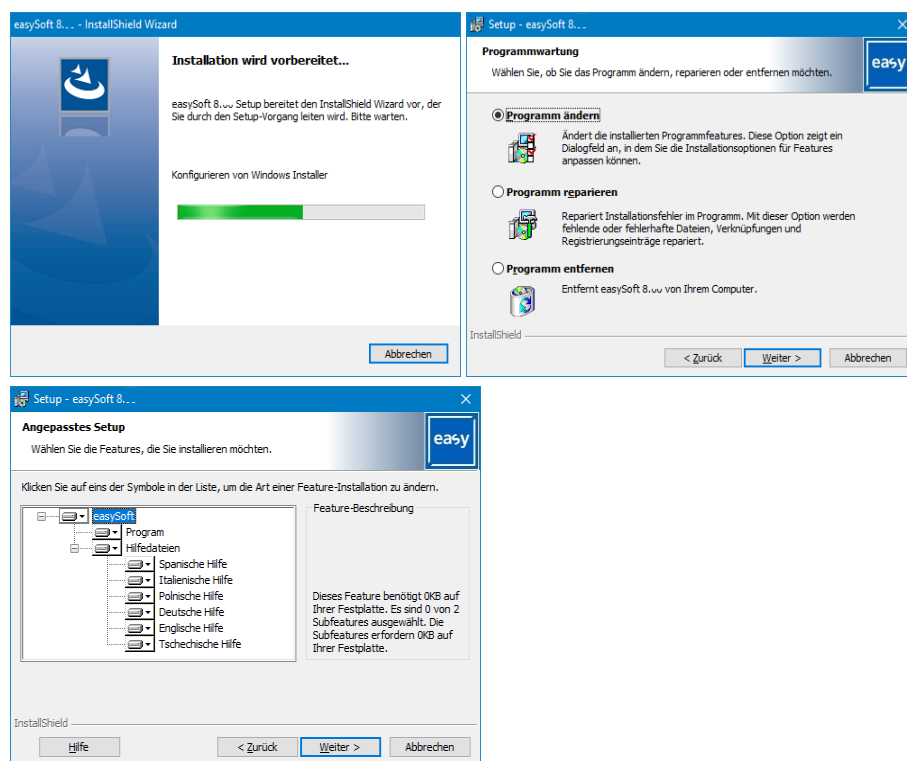 easySoft 8... - InstallShield Wizard
Installation wird vorbereitet...
easySoft 8... Setup bereitet den InstallShield Wizard vor, der
Sie durch den Setup-Vorgang leiten wird. Bitte warten.
Konfigurieren von Windows Installer
Abbrechen
Setup - easySoft 8...
Programmwartung
Wählen Sie, ob Sie das Programm ändern, reparieren oder entfernen möchten.
easy
Programm ändern
Ändert die installierten Programmfeatures. Diese Option zeigt ein
Dialogfeld an, in dem Sie die Installationsoptionen für Features
anpassen können.
Programm reparieren
Repariert Installationsfehler im Programm. Mit dieser Option werden
fehlende oder fehlerhafte Dateien, Verknüpfungen und
Registrierungseinträge repariert.
Programm entfernen
Entfernt easySoft 8... von Ihrem Computer.
InstallShield
< Zurück
Weiter >
Abbrechen
Setup - easySoft 8...
Angepasstes Setup
Wählen Sie die Features, die Sie installieren möchten.
easy
Klicken Sie auf eins der Symbole in der Liste, um die Art einer Feature-Installation zu ändern.
easySoft
Program
Hilfedateien
Spanische Hilfe
Italienische Hilfe
Polnische Hilfe
Deutsche Hilfe
Englische Hilfe
Tschechische Hilfe
Feature-Beschreibung
Dieses Feature benötigt 0KB auf
Ihrer Festplatte. Es sind 0 von 2
Subfeatures ausgewählt. Die
Subfeatures erfordern 0KB auf
Ihrer Festplatte.
InstallShield
Hilfe
< Zurück
Weiter >
Abbrechen